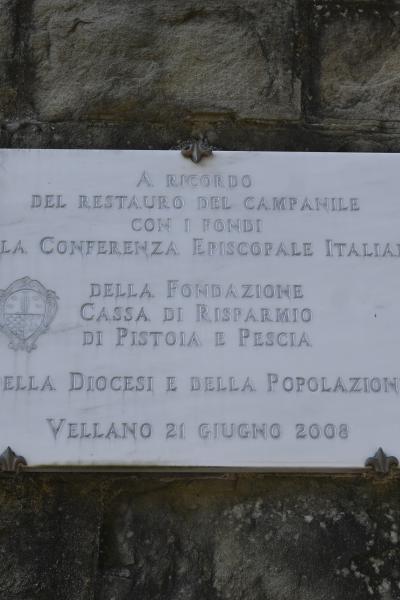 A RICORDO
DEL RESTAURO DEL CAMPANILE
CON I FONDI
LA CONFERENZA EPISCOPALE ITALIA
DELLA FONDAZIONE
CASSA DI RISPARMIO
DI PISTOIA E PESCIA
DELLA DIOCESI E DELLA POPOLAZION
VELLANO 21 GIUGNO 2008